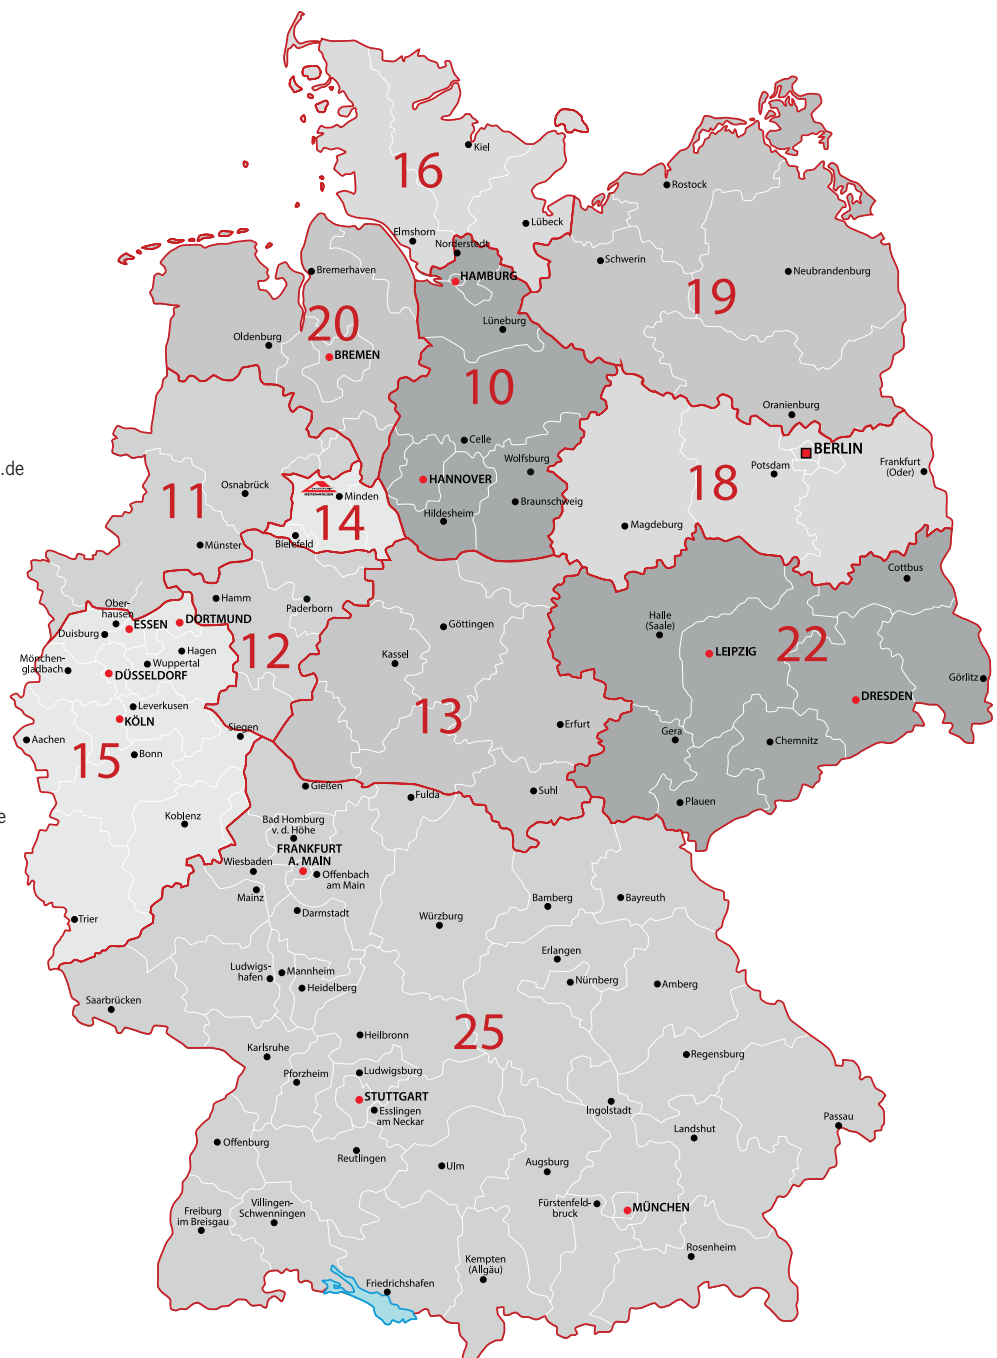 Kiel
16
Rostock
Lübeck
Elmshorn
Norderstedt
Schwerin
Bremerhaven
HAMBURG
Neubrandenburg
19
20
Lüneburg
Oldenburg
BREMEN
10
Oranienburg
Celle
BERLIN
.de
Wolfsburg
Potsdam
Frankfurt
(Oder)
HANNOVER
Osnabrück
18
11
Minden
14
Braunschweig
Hildesheim
Magdeburg
Bielefeld
Münster
Cottbus
Ober-
hausen
Hamm
Paderborn
DORTMUND
ESSEN
Duisburg
Göttingen
Halle
(Saale)
12
22
Hagen
Wuppertal
Mönchen-
gladbach
Kassel
LEIPZIG
DÜSSELDORF
Görlitz
Leverkusen
DRESDEN
13
KÖLN
Siegen
Erfurt
Gera
Aachen
Chemnitz
15
Bonn
Gießen
Suhl
Fulda
Plauen
e
Koblenz
Bad Homburg
v. d. Höhe
FRANKFURT
A. MAIN
Wiesbaden
Offenbach
am Main
Mainz
Bamberg
Bayreuth
Darmstadt
Würzburg
Trier
Erlangen
Ludwigs-
hafen
Mannheim
Nürnberg
Amberg
Heidelberg
Saarbrücken
25
Heilbronn
Karlsruhe
Regensburg
Pforzheim
Ludwigsburg
STUTTGART
Esslingen
am Neckar
Ingolstadt
Passau
Landshut
Offenburg
Reutlingen
Ulm
Augsburg
Villingen-
Schwenningen
Fürstenfeld-
bruck
MÜNCHEN
Freiburg
im Breisgau
Rosenheim
Kempten
(Allgäu)
Friedrichshafen